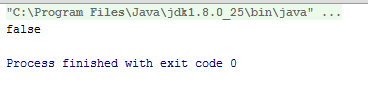 "C:\Program Files\Java\jdk1.8.0_25\bin\java" ...
false
Process finished with exit code 0